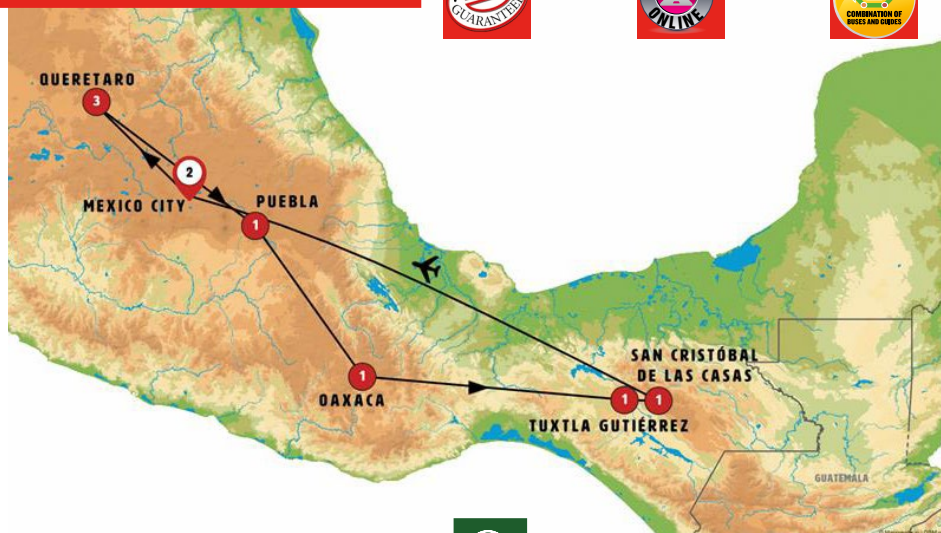 GUARANTEE
ONLINE
COMBINATION OF
BUSES AND GUIDES
QUERETARO
3
2
MEXICO CITY
PUEBLA
1
SAN CRISTÓBAL
DE LAS CASAS
1
OAXACA
1
1
TUXTLA GUTIÉRREZ
GUATEMALA